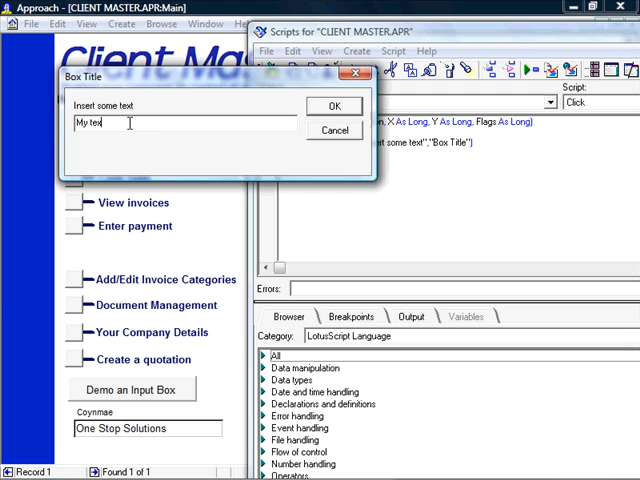 Approach - [CLIENT MASTER.APR:Main]
File Edit View Create Browse Window
Client Ma
Scripts for "CLIENT MASTER.APR"
File Edit View Create Script Help
Script:
Click
Box Title
Insert some text
My tex
OK
Cancel
X As Long, Y As Long, Flags As Long)
some text","Box Title")
View invoices
Enter payment
Add/Edit Invoice Categories
Document Management
Your Company Details
Create a quotation
Demo an Input Box
Coynmae
One Stop Solutions
Errors:
Browser Breakpoints Output Variables
Category: LotusScript Language
All
Data manipulation
Data types
Date and time handling
Declarations and definitions
Error handling
Event handling
File handling
Flow of control
Number handling
Operators
Record 1 Found 1 of 1